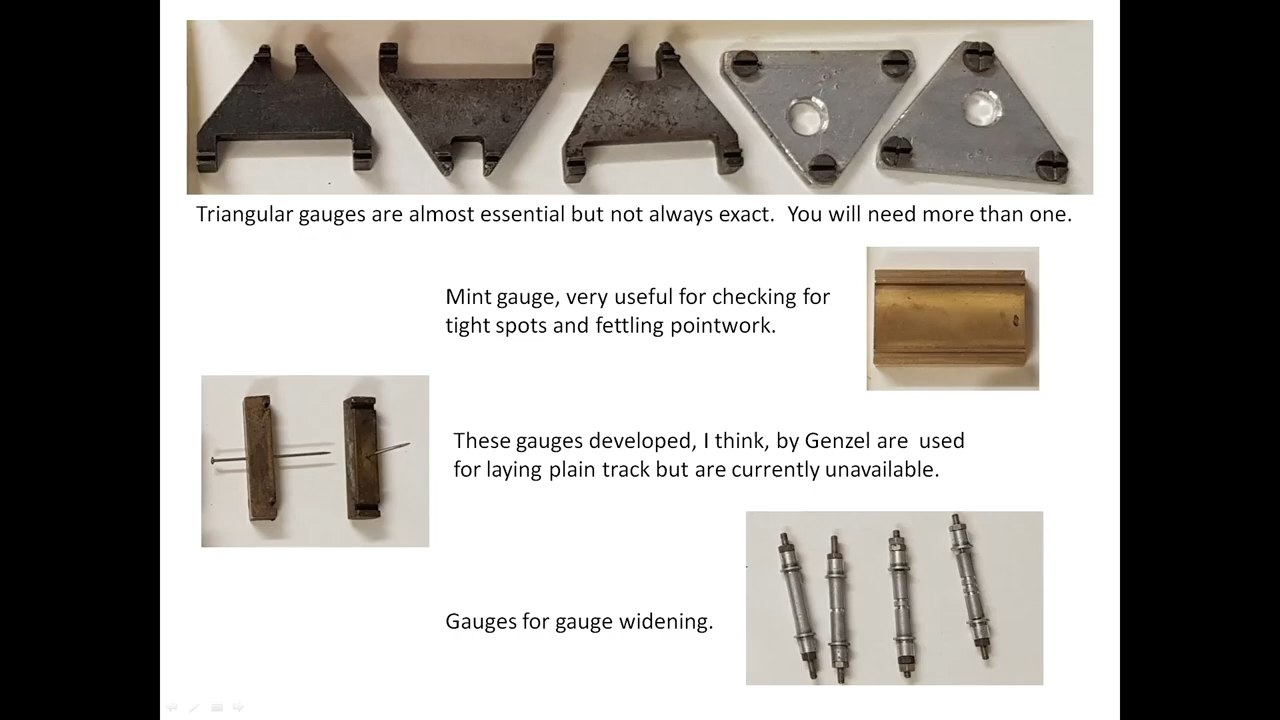 Triangular gauges are almost essential but not always exact.  You will need more than one.
Mint gauge, very useful for checking for
tight spots and fettling pointwork.
These gauges developed, I think, by Genzel are  used
for laying plain track but are currently unavailable.
Gauges for gauge widening.